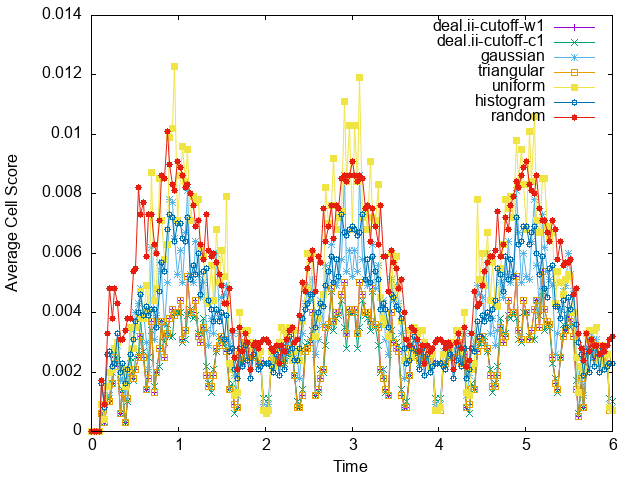 0.014
0.012
0.01
0.008
0.006
0.004
0.002
0
0 1 2 3 4 5 6
Average Cell Score
Time
deal.ii-cutoff-w1
deal.ii-cutoff-c1
gaussian
triangular
uniform
histogram
random